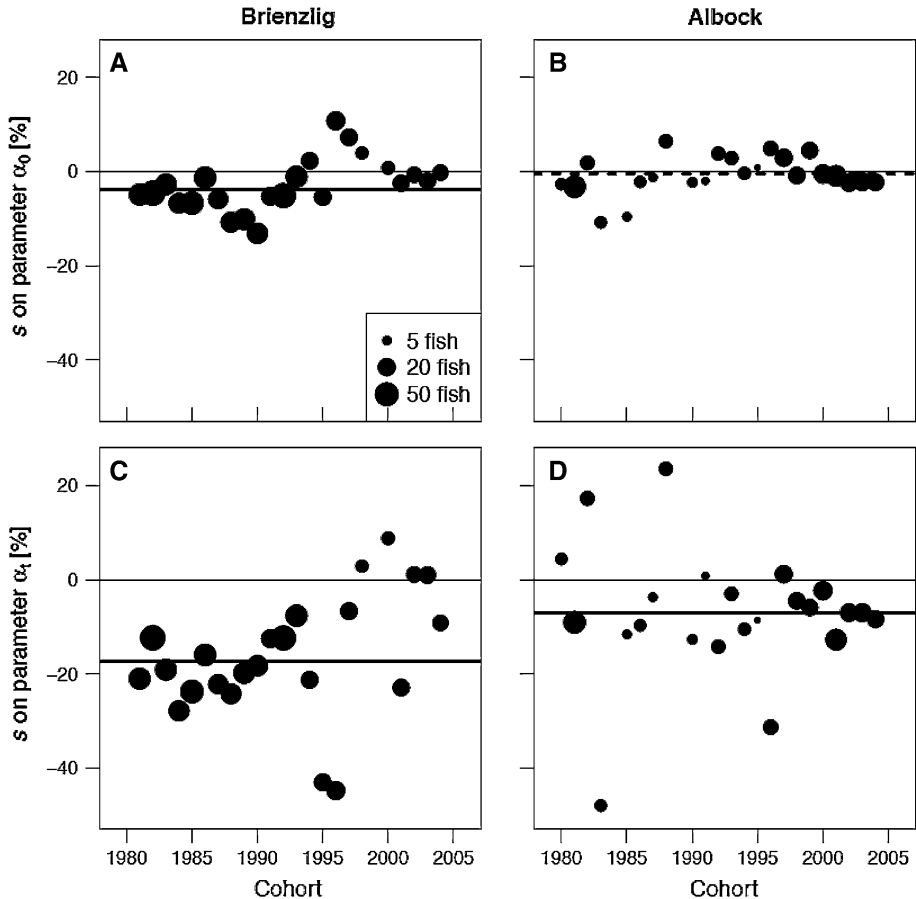 Brienzlig
Albock
A
B
s on parameter α0 [%]
20
0
−20
−40
5 fish
20 fish
50 fish
C
D
s on parameter αt [%]
20
0
−20
−40
1980 1985 1990 1995 2000 2005
1980 1985 1990 1995 2000 2005
Cohort
Cohort